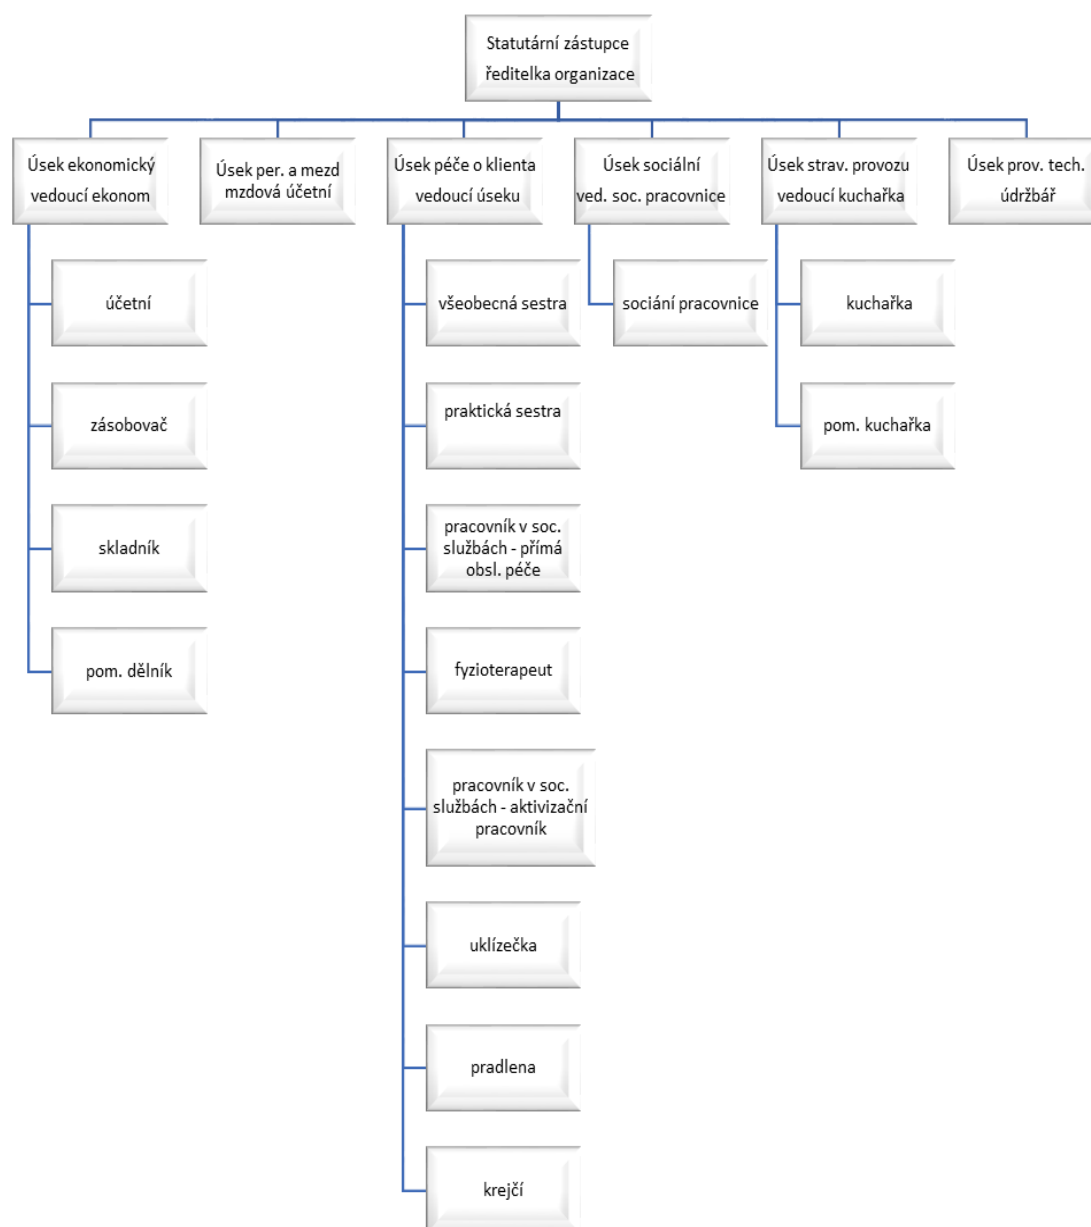 Statutární zástupce
ředitelka organizace
Úsek ekonomický
vedoucí ekonom
Úsek per. a mezd
mzdová účetní
Úsek péče o klienta
vedoucí úseku
Úsek sociální
ved. soc. pracovnice
Úsek strav. provozu
vedoucí kuchařka
Úsek prov. tech.
údržbář
účetní
zásobovač
skladník
pom. dělník
všeobecná sestra
praktická sestra
pracovník v soc.
službách - přímá
obsl. péče
fyzioterapeut
pracovník v soc.
službách - aktivizační
pracovník
uklízečka
pradlena
krejčí
sociání pracovnice
kuchařka
pom. kuchařka